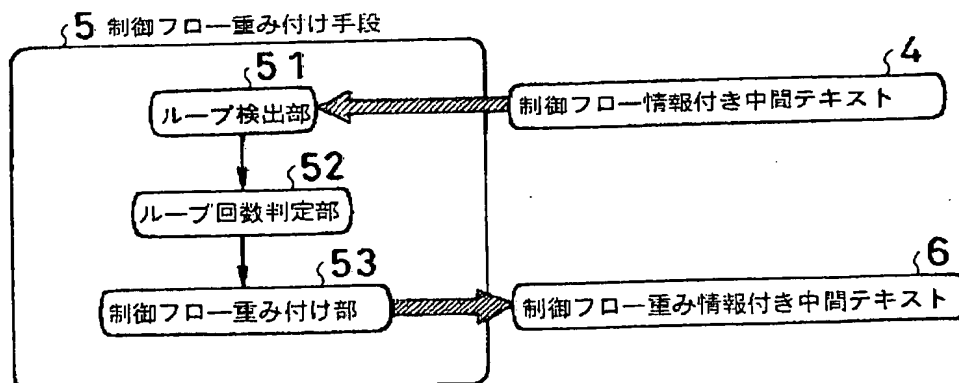 5 制御フロー重み付け手段
51
ループ検出部
4
制御フロー情報付き中間テキスト
52
ループ回数判定部
53
制御フロー重み付け部
6
制御フロー重み情報付き中間テキスト